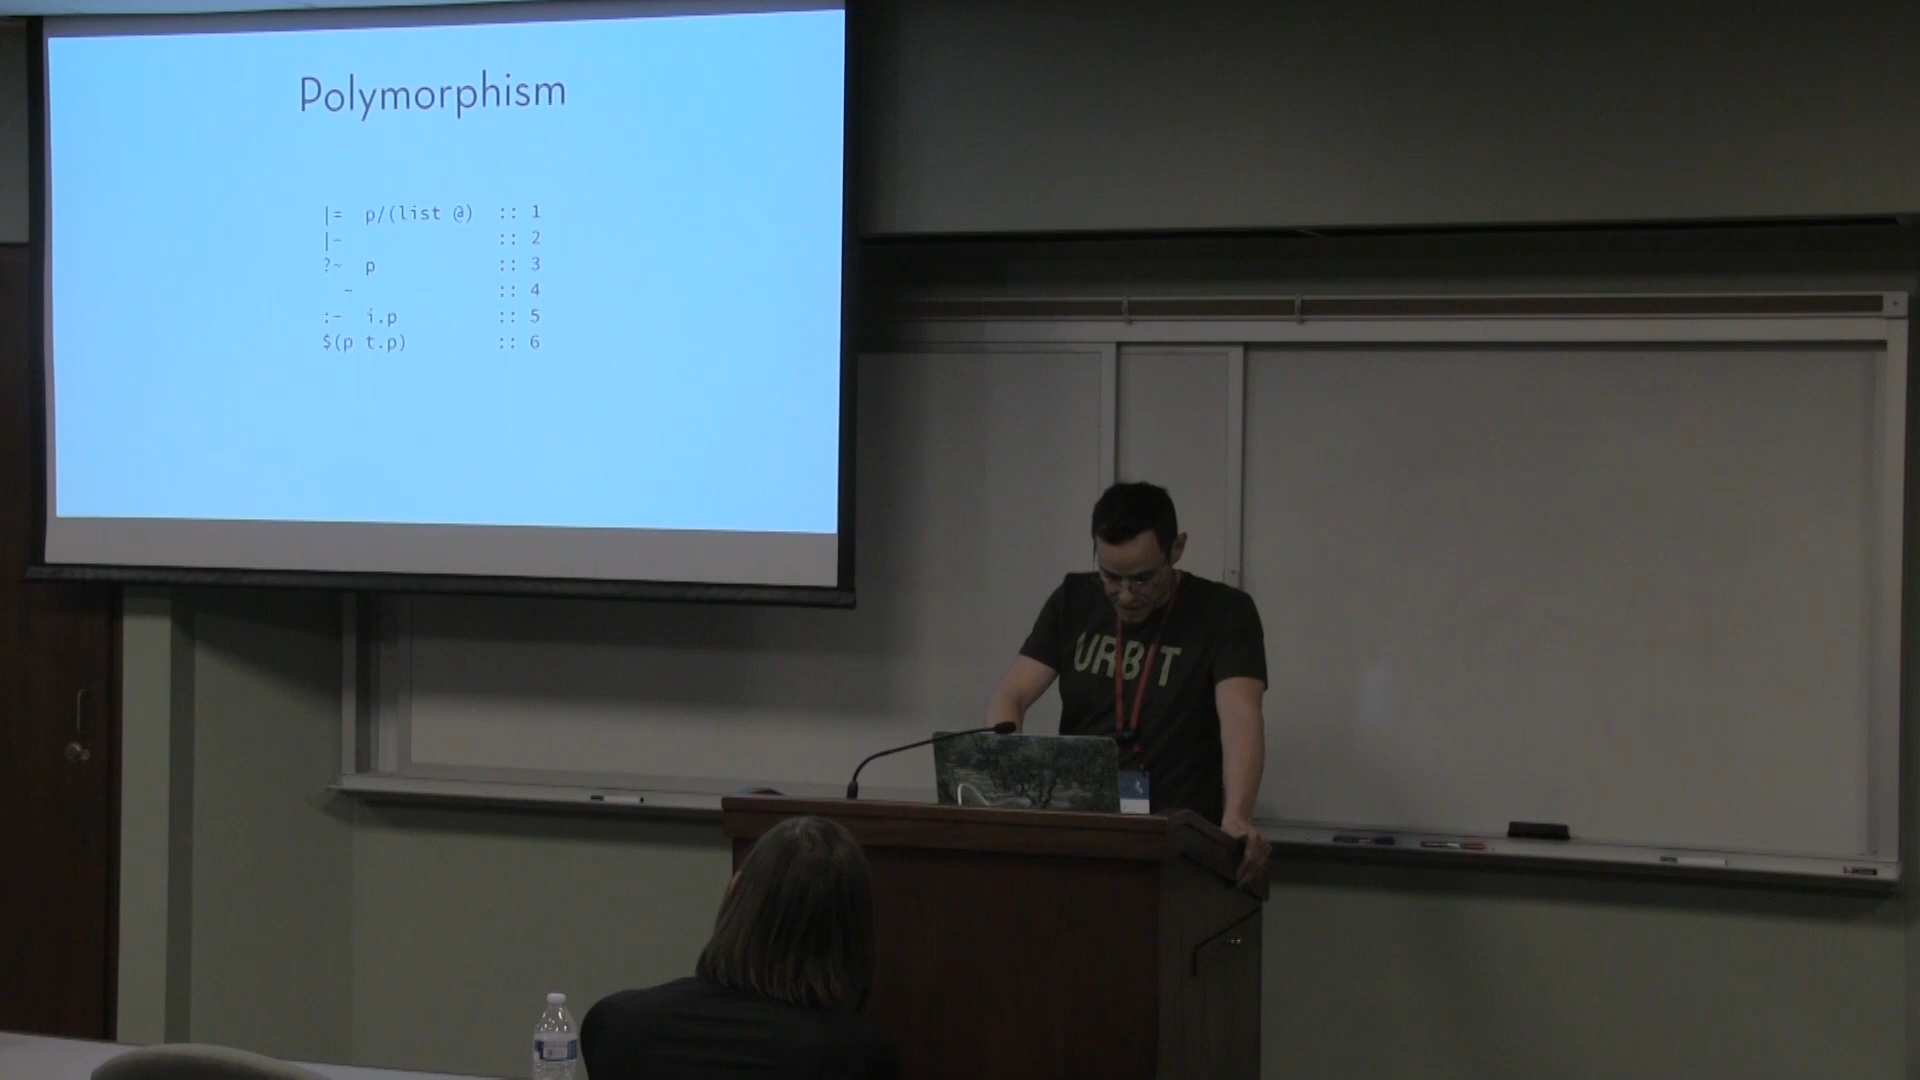 Polymorphism
|=  p/(list @)  :: 1
|-              :: 2
?~  p           :: 3
  ~             :: 4
:-  i.p         :: 5
$(p t.p)        :: 6
URBIT